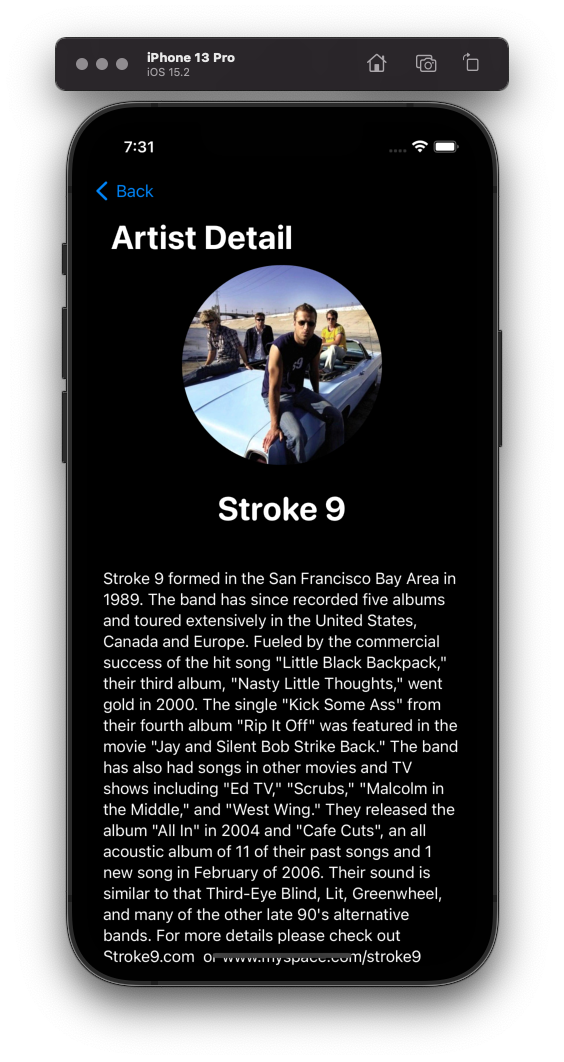 iPhone 13 Pro
iOS 15.2
7:31
Back
Artist Detail
Stroke 9
Stroke 9 formed in the San Francisco Bay Area in
1989. The band has since recorded five albums
and toured extensively in the United States,
Canada and Europe. Fueled by the commercial
success of the hit song "Little Black Backpack,"
their third album, "Nasty Little Thoughts," went
gold in 2000. The single "Kick Some Ass" from
their fourth album "Rip It Off" was featured in the
movie "Jay and Silent Bob Strike Back." The band
has also had songs in other movies and TV
shows including "Ed TV," "Scrubs," "Malcolm in
the Middle," and "West Wing." They released the
album "All In" in 2004 and "Cafe Cuts", an all
acoustic album of 11 of their past songs and 1
new song in February of 2006. Their sound is
similar to that Third-Eye Blind, Lit, Greenwheel,
and many of the other late 90's alternative
bands. For more details please check out
Stroke9.com  or www.myspace.com/stroke9